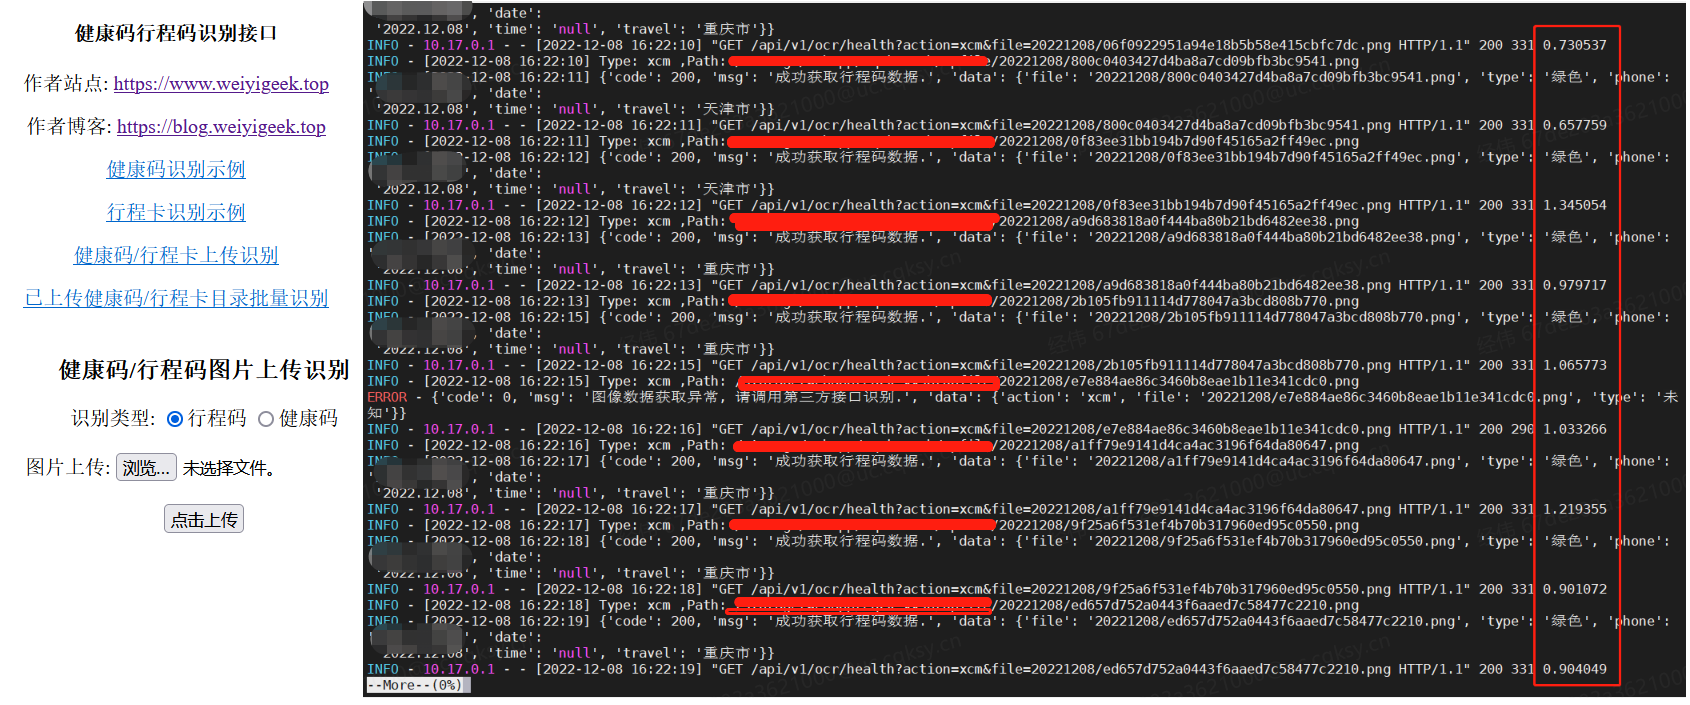 健康码行程码识别接口
作者站点: https://www.weiyigeek.top
作者博客: https://blog.weiyigeek.top
健康码识别示例
行程卡识别示例
健康码/行程卡上传识别
已上传健康码/行程卡目录批量识别
健康码/行程码图片上传识别
识别类型: 行程码 健康码
图片上传: 浏览... 未选择文件。
点击上传
, 'date':
'2022.12.08', 'time': 'null', 'travel': '重庆市'}}
INFO - 10.17.0.1 - - [2022-12-08 16:22:10] "GET /api/v1/ocr/health?action=xcm&file=20221208/06f0922951a94e18b5b58e415cbfc7dc.png HTTP/1.1" 200 331 0.730537
INFO - [2022-12-08 16:22:10] Type: xcm ,Path: /20221208/800c0403427d4ba8a7cd09bfb3bc9541.png
INFO - [2022-12-08 16:22:11] {'code': 200, 'msg': '成功获取行程码数据.', 'data': {'file': '20221208/800c0403427d4ba8a7cd09bfb3bc9541.png', 'type': '绿色', 'phone':
', 'date':
'2022.12.08', 'time': 'null', 'travel': '天津市'}}
INFO - 10.17.0.1 - - [2022-12-08 16:22:11] "GET /api/v1/ocr/health?action=xcm&file=20221208/800c0403427d4ba8a7cd09bfb3bc9541.png HTTP/1.1" 200 331 0.657759
INFO - [2022-12-08 16:22:11] Type: xcm ,Path: /20221208/0f83ee31bb194b7d90f45165a2ff49ec.png
INFO - [2022-12-08 16:22:12] {'code': 200, 'msg': '成功获取行程码数据.', 'data': {'file': '20221208/0f83ee31bb194b7d90f45165a2ff49ec.png', 'type': '绿色', 'phone':
', 'date':
'2022.12.08', 'time': 'null', 'travel': '天津市'}}
INFO - 10.17.0.1 - - [2022-12-08 16:22:12] "GET /api/v1/ocr/health?action=xcm&file=20221208/0f83ee31bb194b7d90f45165a2ff49ec.png HTTP/1.1" 200 331 1.345054
INFO - [2022-12-08 16:22:12] Type: xcm ,Path: 20221208/a9d683818a0f444ba80b21bd6482ee38.png
INFO - [2022-12-08 16:22:13] {'code': 200, 'msg': '成功获取行程码数据.', 'data': {'file': '20221208/a9d683818a0f444ba80b21bd6482ee38.png', 'type': '绿色', 'phone':
', 'date':
'2022.12.08', 'time': 'null', 'travel': '重庆市'}}
INFO - 10.17.0.1 - - [2022-12-08 16:22:13] "GET /api/v1/ocr/health?action=xcm&file=20221208/a9d683818a0f444ba80b21bd6482ee38.png HTTP/1.1" 200 331 0.979717
INFO - [2022-12-08 16:22:13] Type: xcm ,Path: /20221208/2b105fb911114d778047a3bcd808b770.png
INFO - [2022-12-08 16:22:15] {'code': 200, 'msg': '成功获取行程码数据.', 'data': {'file': '20221208/2b105fb911114d778047a3bcd808b770.png', 'type': '绿色', 'phone':
', 'date':
'2022.12.08', 'time': 'null', 'travel': '重庆市'}}
INFO - 10.17.0.1 - - [2022-12-08 16:22:15] "GET /api/v1/ocr/health?action=xcm&file=20221208/2b105fb911114d778047a3bcd808b770.png HTTP/1.1" 200 331 1.065773
INFO - [2022-12-08 16:22:15] Type: xcm ,Path: / 20221208/e7e884ae86c3460b8eae1b11e341cdc0.png
ERROR - {'code': 0, 'msg': '图像数据获取异常, 请调用第三方接口识别.', 'data': {'action': 'xcm', 'file': '20221208/e7e884ae86c3460b8eae1b11e341cdc0.png', 'type': '未
知'}}
INFO - 10.17.0.1 - - [2022-12-08 16:22:16] "GET /api/v1/ocr/health?action=xcm&file=20221208/e7e884ae86c3460b8eae1b11e341cdc0.png HTTP/1.1" 200 290 1.033266
INFO - [2022-12-08 16:22:16] Type: xcm ,Path: /20221208/a1ff79e9141d4ca4ac3196f64da80647.png
INFO - [2022-12-08 16:22:17] {'code': 200, 'msg': '成功获取行程码数据.', 'data': {'file': '20221208/a1ff79e9141d4ca4ac3196f64da80647.png', 'type': '绿色', 'phone':
', 'date':
'2022.12.08', 'time': 'null', 'travel': '重庆市'}}
INFO - 10.17.0.1 - - [2022-12-08 16:22:17] "GET /api/v1/ocr/health?action=xcm&file=20221208/a1ff79e9141d4ca4ac3196f64da80647.png HTTP/1.1" 200 331 1.219355
INFO - [2022-12-08 16:22:17] Type: xcm ,Path: /20221208/9f25a6f531ef4b70b317960ed95c0550.png
INFO - [2022-12-08 16:22:18] {'code': 200, 'msg': '成功获取行程码数据.', 'data': {'file': '20221208/9f25a6f531ef4b70b317960ed95c0550.png', 'type': '绿色', 'phone':
', 'date':
'2022.12.08', 'time': 'null', 'travel': '重庆市'}}
INFO - 10.17.0.1 - - [2022-12-08 16:22:18] "GET /api/v1/ocr/health?action=xcm&file=20221208/9f25a6f531ef4b70b317960ed95c0550.png HTTP/1.1" 200 331 0.901072
INFO - [2022-12-08 16:22:18] Type: xcm ,Path: /20221208/ed657d752a0443f6aaed7c58477c2210.png
INFO - [2022-12-08 16:22:19] {'code': 200, 'msg': '成功获取行程码数据.', 'data': {'file': '20221208/ed657d752a0443f6aaed7c58477c2210.png', 'type': '绿色', 'phone':
', 'date':
'2022.12.08', 'time': 'null', 'travel': '重庆市'}}
INFO - 10.17.0.1 - - [2022-12-08 16:22:19] "GET /api/v1/ocr/health?action=xcm&file=20221208/ed657d752a0443f6aaed7c58477c2210.png HTTP/1.1" 200 331 0.904049
--More--(0%)